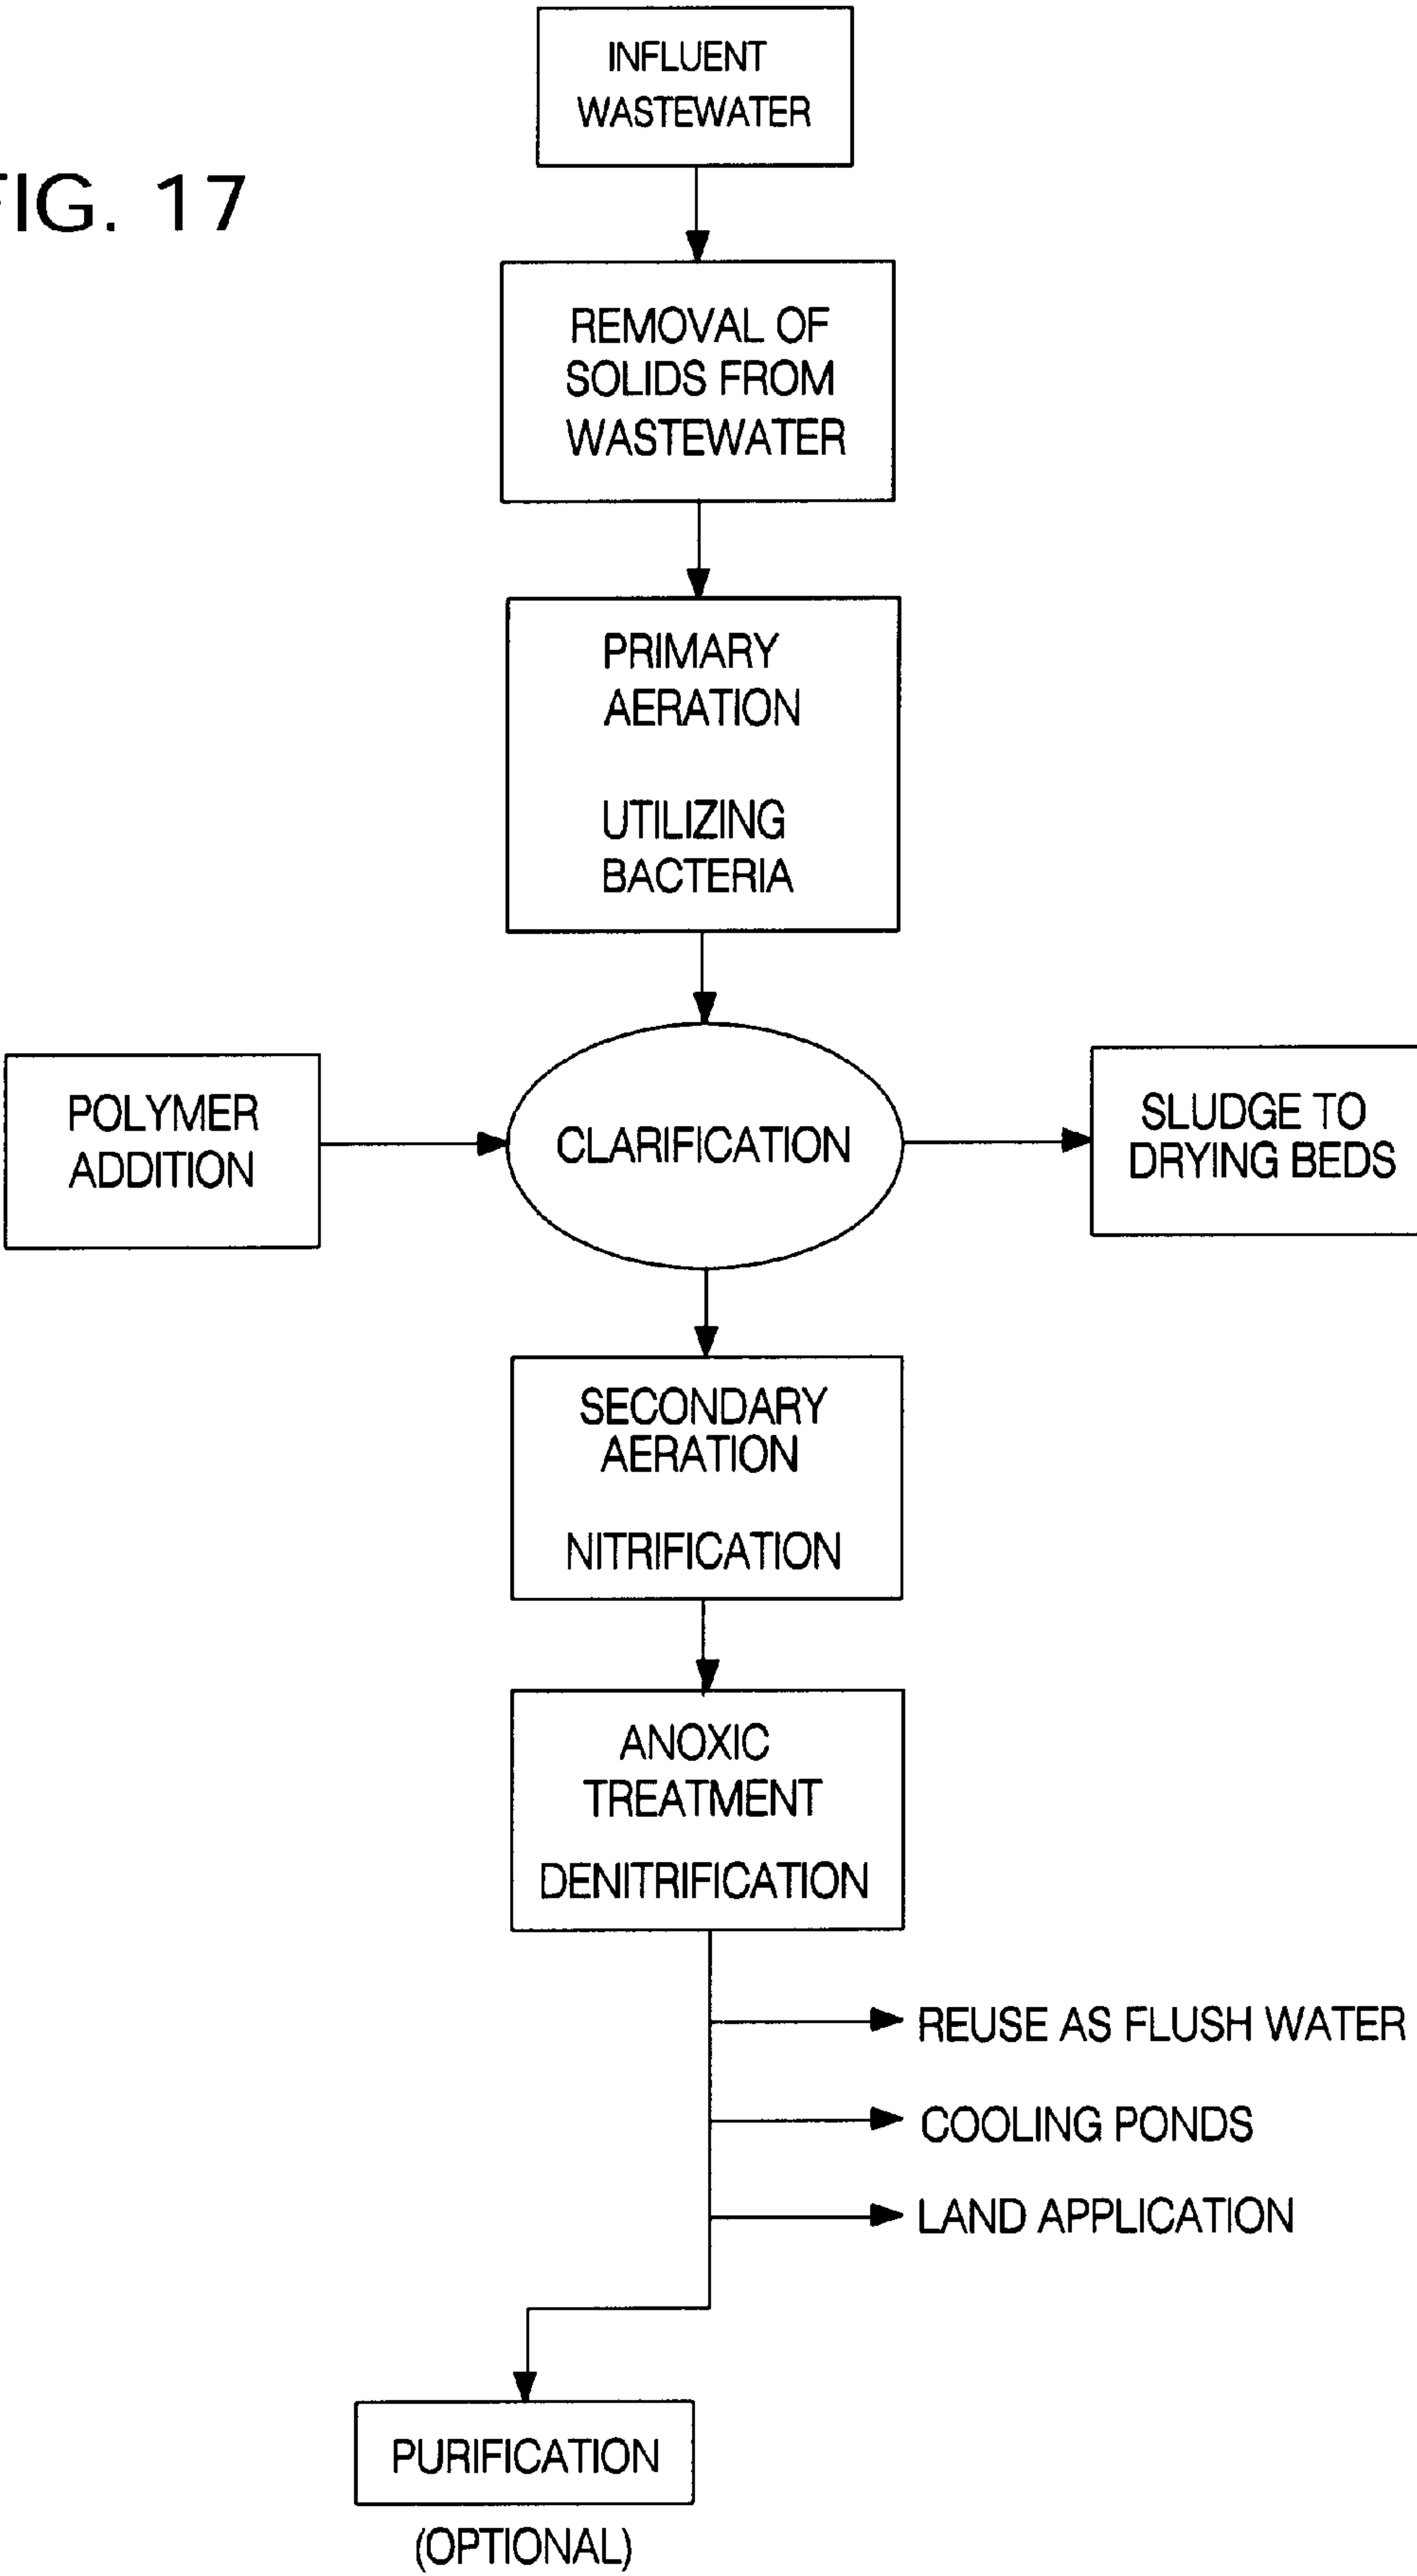 INFLUENT
WASTEWATER
FIG. 17
REMOVAL OF
SOLIDS FROM
WASTEWATER
PRIMARY
AERATION
UTILIZING
BACTERIA
POLYMER
ADDITION
CLARIFICATION
SLUDGE TO
DRYING BEDS
SECONDARY
AERATION
NITRIFICATION
ANOXIC
TREATMENT
DENITRIFICATION
REUSE AS FLUSH WATER
COOLING PONDS
LAND APPLICATION
PURIFICATION
(OPTIONAL)